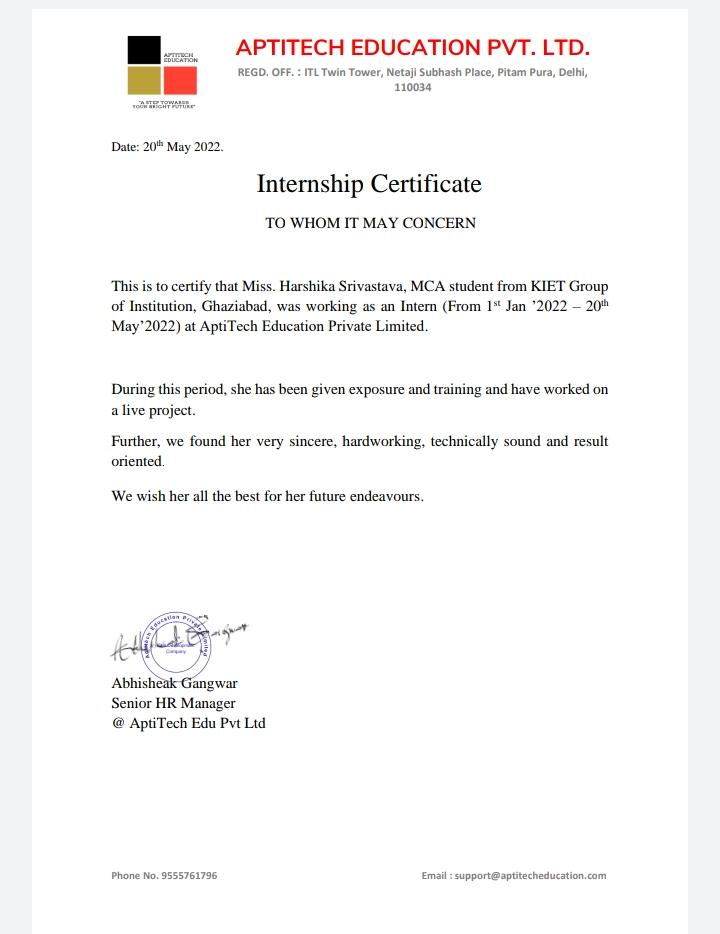 APTITECH
EDUCATION
"A STEP TOWARDS
YOUR BRIGHT FUTURE"
APTITECH EDUCATION PVT. LTD.
REGD. OFF. : ITL Twin Tower, Netaji Subhash Place, Pitam Pura, Delhi,
110034
Date: 20th May 2022.
Internship Certificate
TO WHOM IT MAY CONCERN
This is to certify that Miss. Harshika Srivastava, MCA student from KIET Group
of Institution, Ghaziabad, was working as an Intern (From 1st Jan ’2022 – 20th
May’2022) at AptiTech Education Private Limited.
During this period, she has been given exposure and training and have worked on
a live project.
Further, we found her very sincere, hardworking, technically sound and result
oriented.
We wish her all the best for her future endeavours.
Education Private Limited
Company
Abhisheak Gangwar
Senior HR Manager
@ AptiTech Edu Pvt Ltd
Phone No. 9555761796
Email : support@aptitecheducation.com